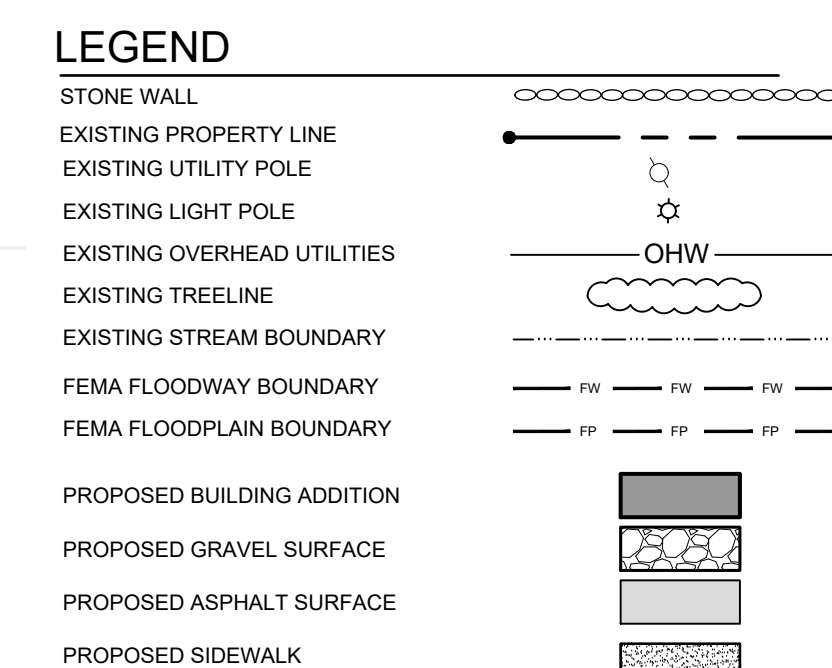 LEGEND
STONE WALL
EXISTING PROPERTY LINE
EXISTING UTILITY POLE
EXISTING LIGHT POLE
EXISTING OVERHEAD UTILITIES OHW
EXISTING TREELINE
EXISTING STREAM BOUNDARY
FEMA FLOODWAY BOUNDARY FW FW FW
FEMA FLOODPLAIN BOUNDARY FP FP FP
PROPOSED BUILDING ADDITION
PROPOSED GRAVEL SURFACE
PROPOSED ASPHALT SURFACE
PROPOSED SIDEWALK